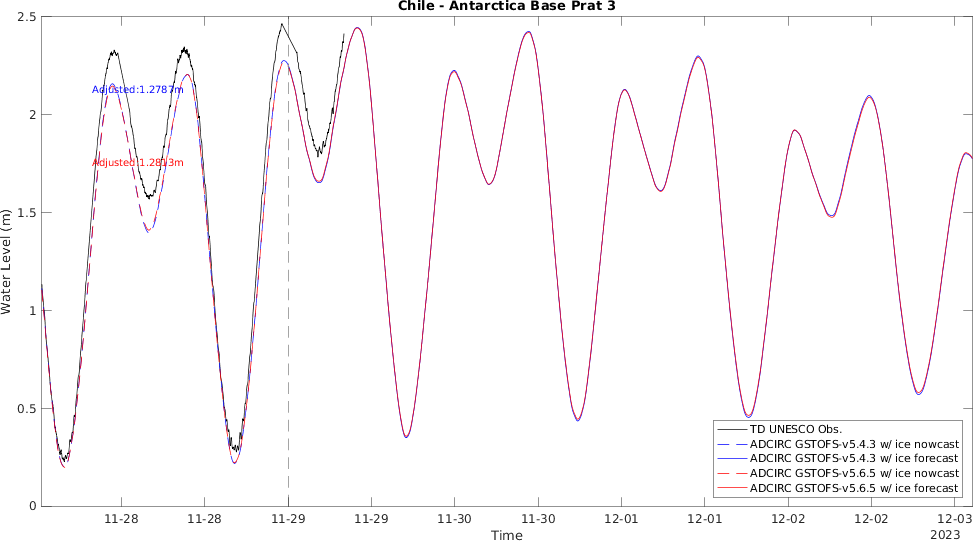 Chile - Antarctica Base Prat 3
2.5
2
1.5
1
0.5
0
Water Level (m)
Adjusted:1.2787m
Adjusted:1.2813m
TD UNESCO Obs.
ADCIRC GSTOFS-v5.4.3 w/ ice nowcast
ADCIRC GSTOFS-v5.4.3 w/ ice forecast
ADCIRC GSTOFS-v5.6.5 w/ ice nowcast
ADCIRC GSTOFS-v5.6.5 w/ ice forecast
11-28 11-28 11-29 11-29 11-30 11-30 12-01 12-01 12-02 12-02 12-03
Time
2023